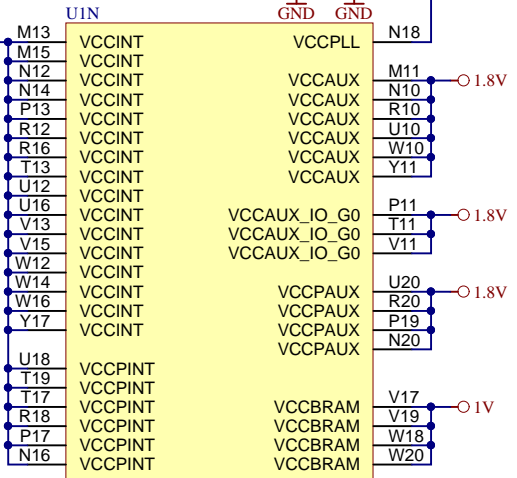 U1N GND GND
M13 VCCINT VCCPLL N18
M15 VCCINT
N12 VCCINT VCCAUX M11 1.8V
N14 VCCINT VCCAUX N10
P13 VCCINT VCCAUX R10
R12 VCCINT VCCAUX U10
R16 VCCINT VCCAUX W10
T13 VCCINT VCCAUX Y11
U12 VCCINT
U16 VCCINT VCCAUX_IO_G0 P11 1.8V
V13 VCCINT VCCAUX_IO_G0 T11
V15 VCCINT VCCAUX_IO_G0 V11
W12 VCCINT
W14 VCCINT VCCPAUX U20 1.8V
W16 VCCINT VCCPAUX R20
Y17 VCCINT VCCPAUX P19
VCCPAUX N20
U18 VCCPINT
T19 VCCPINT
T17 VCCPINT VCCBRAM V17 1V
R18 VCCPINT VCCBRAM V19
P17 VCCPINT VCCBRAM W18
N16 VCCPINT VCCBRAM W20